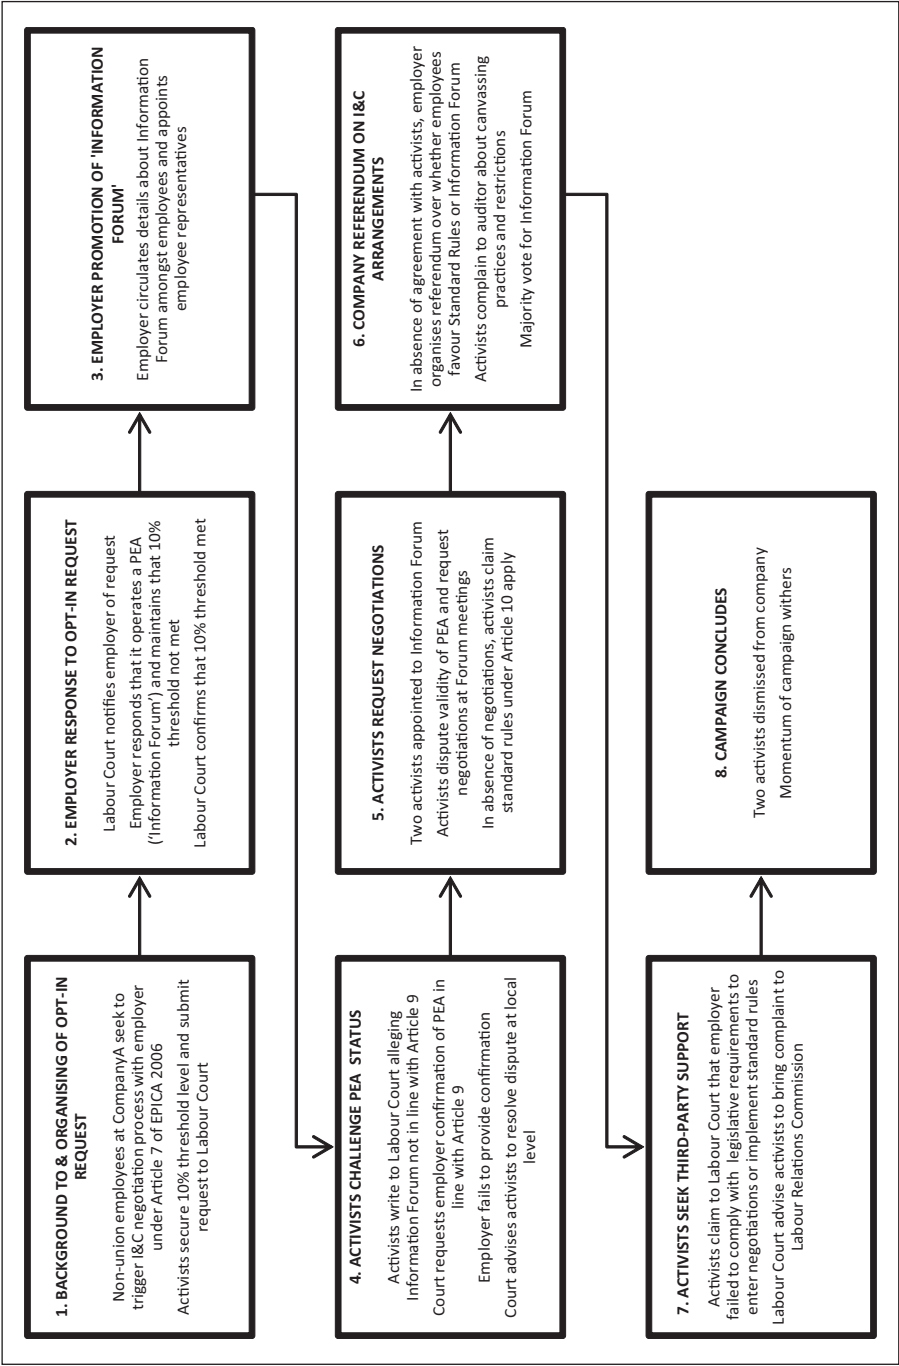 1. BACKGROUND TO & ORGANISING OF OPT-IN
REQUEST
Non-union employees at CompanyA seek to
trigger I&C negotiation process with employer
under Article 7 of EPICA 2006
Activists secure 10% threshold level and submit
request to Labour Court
2. EMPLOYER RESPONSE TO OPT-IN REQUEST
Labour Court notifies employer of request
Employer responds that it operates a PEA
(‘Information Forum’) and maintains that 10%
threshold not met
Labour Court confirms that 10% threshold met
3. EMPLOYER PROMOTION OF 'INFORMATION
FORUM'
Employer circulates details about Information
Forum amongst employees and appoints
employee representatives
4. ACTIVISTS CHALLENGE PEA STATUS
Activists write to Labour Court alleging
Information Forum not in line with Article 9
Court requests employer confirmation of PEA in
line with Article 9
Employer fails to provide confirmation
Court advises activists to resolve dispute at local
level
5. ACTIVISTS REQUEST NEGOTIATIONS
Two activists appointed to Information Forum
Activists dispute validity of PEA and request
negotiations at Forum meetings
In absence of negotiations, activists claim
standard rules under Article 10 apply
6. COMPANY REFERENDUM ON I&C
ARRANGEMENTS
In absence of agreement with activists, employer
organises referendum over whether employees
favour Standard Rules or Information Forum
Activists complain to auditor about canvassing
practices and restrictions
Majority vote for Information Forum
7. ACTIVISTS SEEK THIRD-PARTY SUPPORT
Activists claim to Labour Court that employer
failed to comply with legislative requirements to
enter negotiations or implement standard rules
Labour Court advise activists to bring complaint to
Labour Relations Commission
8. CAMPAIGN CONCLUDES
Two activists dismissed from company
Momentum of campaign withers